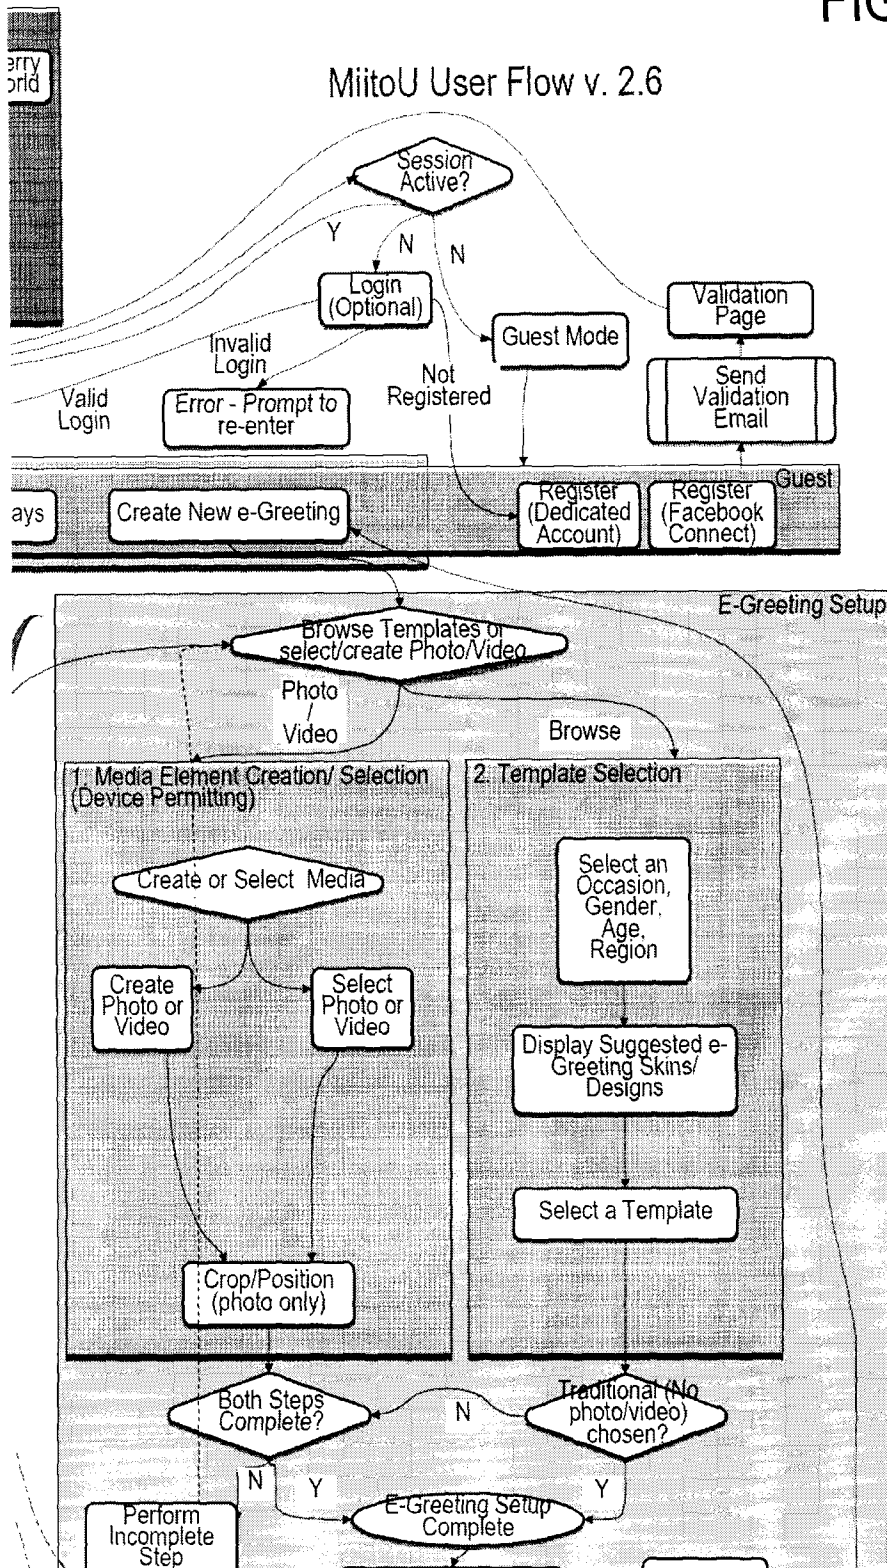 FIG
erry
orld
MiitoU User Flow v. 2.6
Session
Active?
Y
N
N
Login
(Optional)
Validation
Page
Guest Mode
Invalid
Login
Not
Registered
Send
Validation
Email
Valid
Login
Error - Prompt to
re-enter
Guest
ays
Create New e-Greeting
Register
(Dedicated
Account)
Register
(Facebook
Connect)
E-Greeting Setup
Browse Templates or
select/create Photo/Video
Photo
/
Video
Browse
1. Media Element Creation/ Selection
(Device Permitting)
2. Template Selection
Create or Select Media
Select an
Occasion,
Gender,
Age,
Region
Create
Photo or
Video
Select
Photo or
Video
Display Suggested e-
Greeting Skins/
Designs
Select a Template
Crop/Position
(photo only)
Both Steps
Complete?
N
Traditional (No
photo/video)
chosen?
N
Y
Y
E-Greeting Setup
Complete
Perform
Incomplete
Step